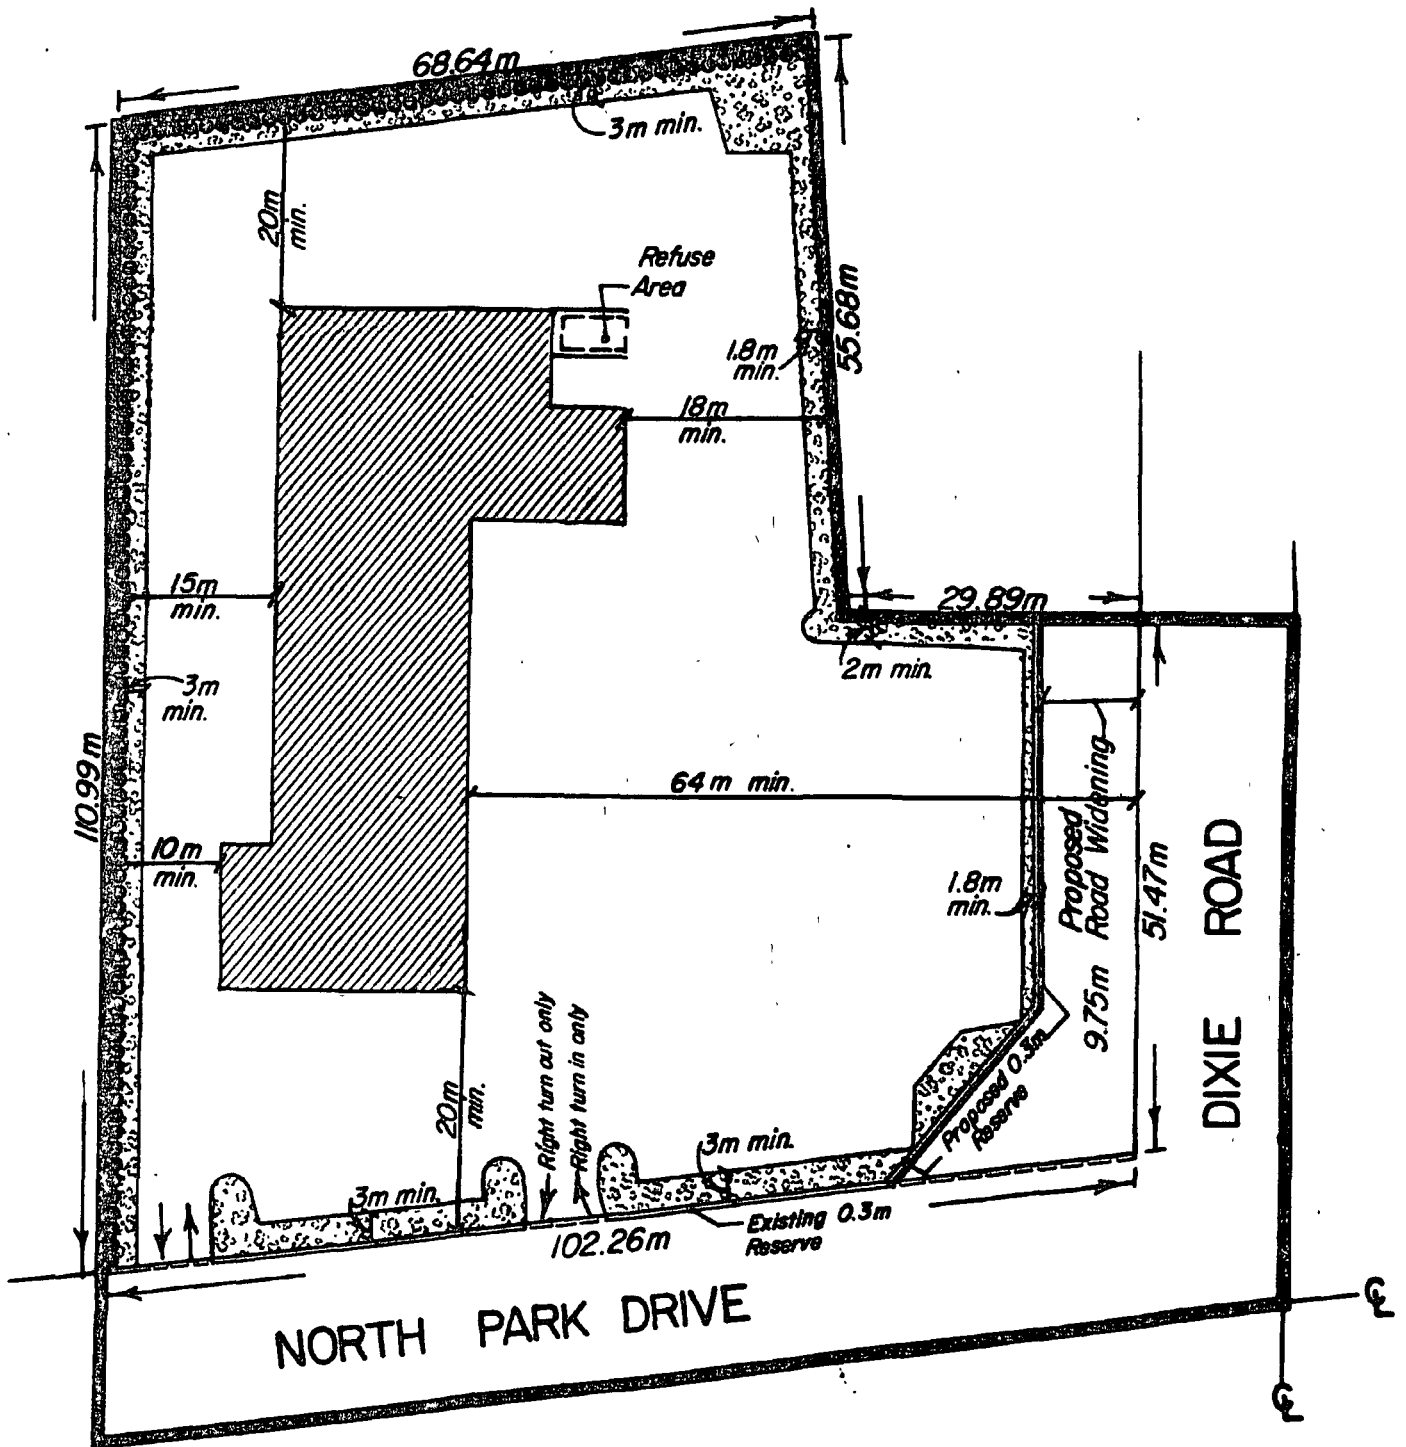 68.64m
3m min.
20m
min.
Refuse
Area
55.68m
1.8m
min.
18m
min.
15m
min.
29.89m
2m min.
3m
min.
110.99m
64m min.
10m
min.
1.8m
min.
Proposed
Road Widening
9.75m
51.47m
DIXIE ROAD
Right turn out only
Right turn in only
20m
min.
Proposed 0.3m
Reserve
3m min.
3m min.
Existing 0.3m
Reserve
102.26m
NORTH PARK DRIVE
℄
℄